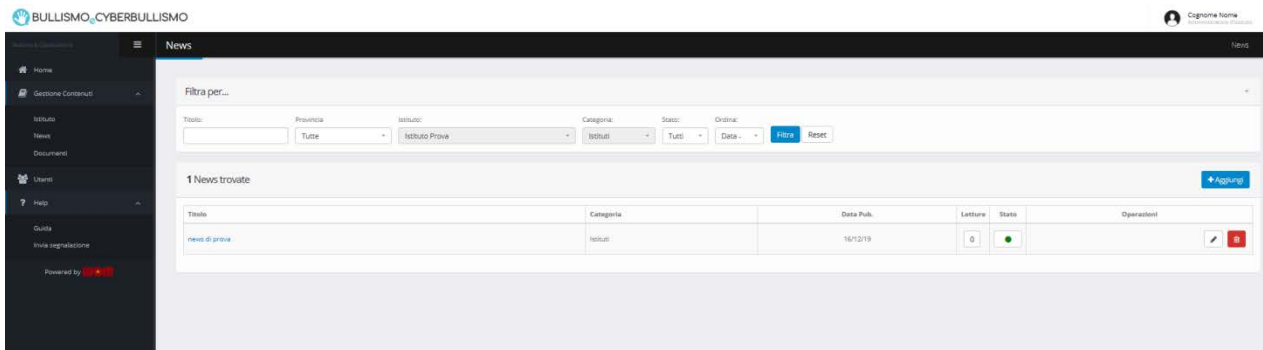 BULLISMO E CYBERBULLISMO
Cognome Nome
News
News
Home
Gestione Contenuti
Istituto
News
Documenti
Utenti
? Help
Guida
Invia segnalazione
Powered by
Filtra per...
Titolo: Provincia Istituto: Categoria: Stato: Ordina:
Tutte Istituto Prova Istituti Tutti Data Filtra Reset
1 News trovate
+Aggiungi
Titolo Categoria Data Pub. Letture Stato Operazioni
news di prova Istituti 16/12/19 0